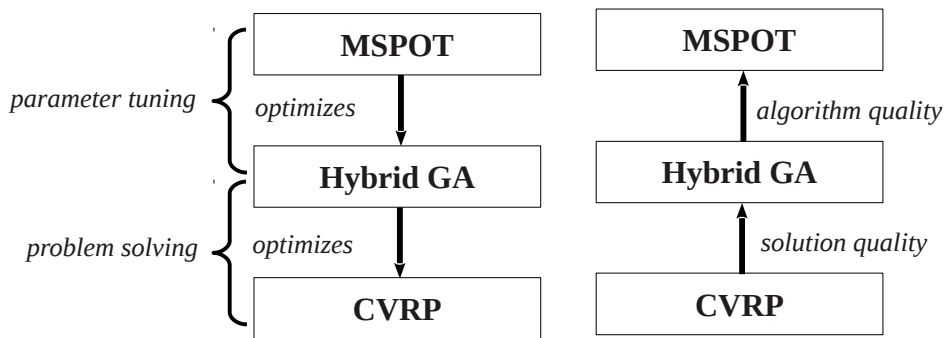 MSPOT
parameter tuning
optimizes
Hybrid GA
problem solving
optimizes
CVRP
MSPOT
algorithm quality
Hybrid GA
solution quality
CVRP